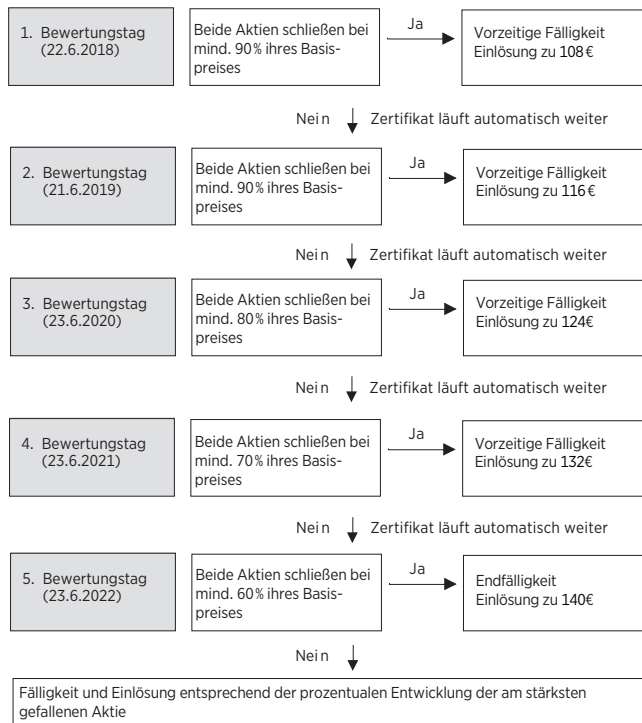 1. Bewertungstag
(22.6.2018)
Beide Aktien schließen bei
mind. 90% ihres Basis-
preises
Ja
Vorzeitige Fälligkeit
Einlösung zu 108€
Nein
Zertifikat läuft automatisch weiter
2. Bewertungstag
(21.6.2019)
Beide Aktien schließen bei
mind. 90% ihres Basis-
preises
Ja
Vorzeitige Fälligkeit
Einlösung zu 116€
Nein
Zertifikat läuft automatisch weiter
3. Bewertungstag
(23.6.2020)
Beide Aktien schließen bei
mind. 80% ihres Basis-
preises
Ja
Vorzeitige Fälligkeit
Einlösung zu 124€
Nein
Zertifikat läuft automatisch weiter
4. Bewertungstag
(23.6.2021)
Beide Aktien schließen bei
mind. 70% ihres Basis-
preises
Ja
Vorzeitige Fälligkeit
Einlösung zu 132€
Nein
Zertifikat läuft automatisch weiter
5. Bewertungstag
(23.6.2022)
Beide Aktien schließen bei
mind. 60% ihres Basis-
preises
Ja
Endfälligkeit
Einlösung zu 140€
Nein
Fälligkeit und Einlösung entsprechend der prozentualen Entwicklung der am stärksten
gefallenen Aktie